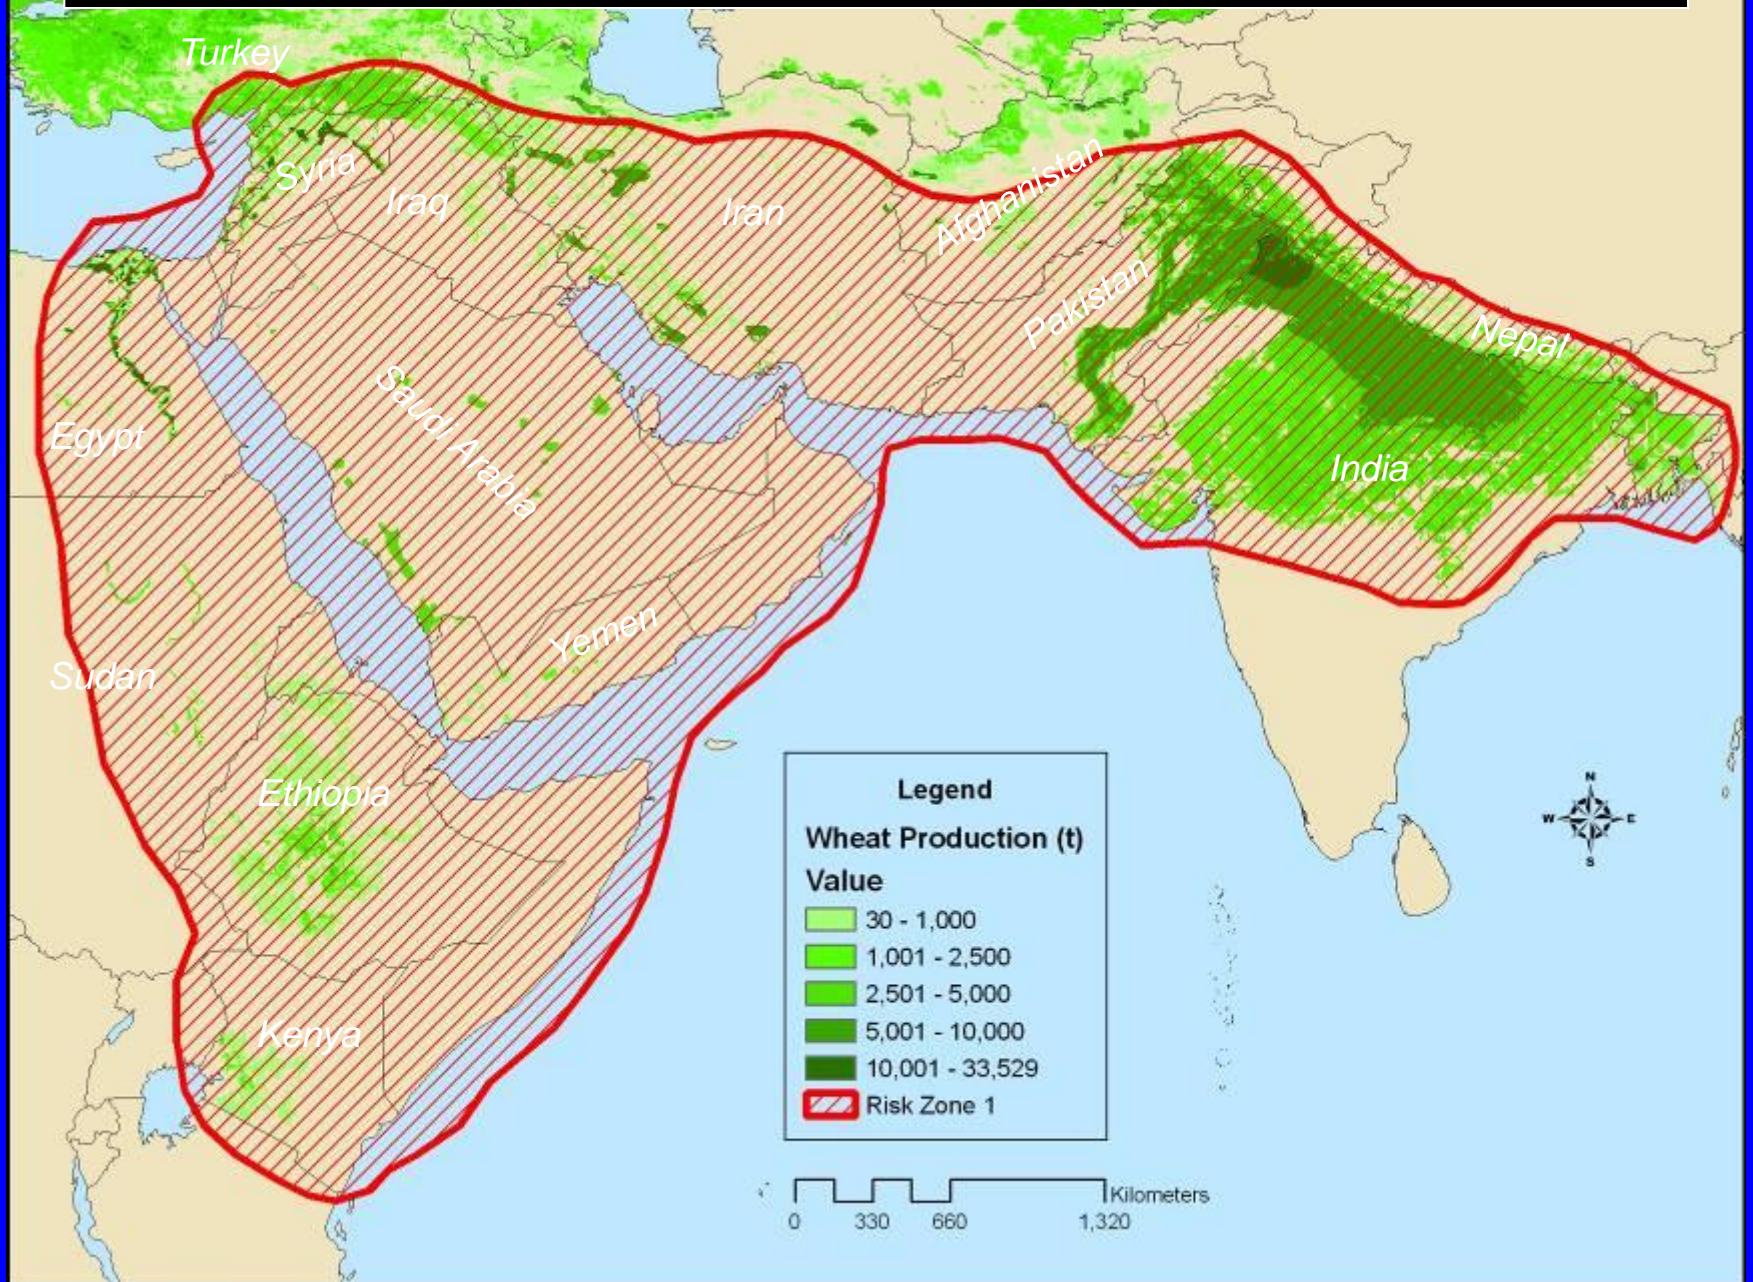 Turkey
Syria
Iraq
Iran
Afghanistan
Pakistan
Nepal
Saudi Arabia
Egypt
India
Yemen
Sudan
Ethiopia
Kenya
Legend
Wheat Production (t)
Value
30 - 1,000
1,001 - 2,500
2,501 - 5,000
5,001 - 10,000
10,001 - 33,529
Risk Zone 1
N
W E
S
Kilometers
0 330 660 1,320